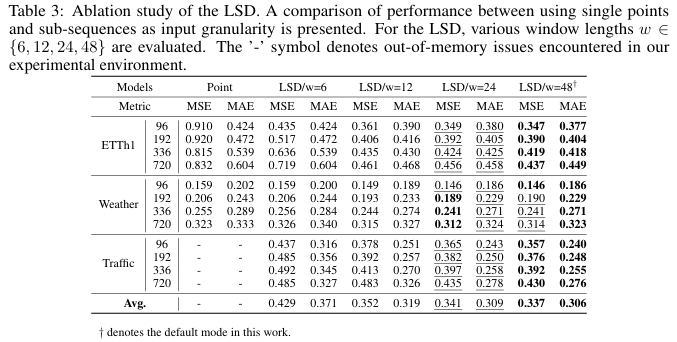 Table 3: Ablation study of the LSD. A comparison of performance between using single points
and sub-sequences as input granularity is presented. For the LSD, various window lengths w ∈
{6, 12, 24, 48} are evaluated. The '-' symbol denotes out-of-memory issues encountered in our
experimental environment.
Models Point LSD/w=6 LSD/w=12 LSD/w=24 LSD/w=48†
Metric MSE MAE MSE MAE MSE MAE MSE MAE MSE MAE
96 0.910 0.424 0.435 0.424 0.361 0.390 0.349 0.380 0.347 0.377
192 0.920 0.472 0.517 0.472 0.406 0.416 0.392 0.405 0.390 0.404
ETTh1
336 0.815 0.539 0.636 0.539 0.435 0.430 0.424 0.425 0.419 0.418
720 0.832 0.604 0.719 0.604 0.461 0.468 0.456 0.458 0.437 0.449
96 0.159 0.202 0.159 0.200 0.149 0.189 0.146 0.186 0.146 0.186
192 0.206 0.243 0.206 0.244 0.193 0.233 0.189 0.229 0.190 0.229
Weather
336 0.255 0.289 0.256 0.284 0.244 0.274 0.241 0.271 0.241 0.271
720 0.323 0.333 0.326 0.340 0.315 0.327 0.312 0.324 0.314 0.323
96 - - 0.437 0.316 0.378 0.251 0.365 0.243 0.357 0.240
192 - - 0.485 0.356 0.392 0.257 0.382 0.250 0.376 0.248
Traffic
336 - - 0.492 0.345 0.413 0.270 0.397 0.258 0.392 0.255
720 - - 0.485 0.327 0.483 0.326 0.435 0.278 0.430 0.276
Avg. - - 0.429 0.371 0.352 0.319 0.341 0.309 0.337 0.306
† denotes the default mode in this work.